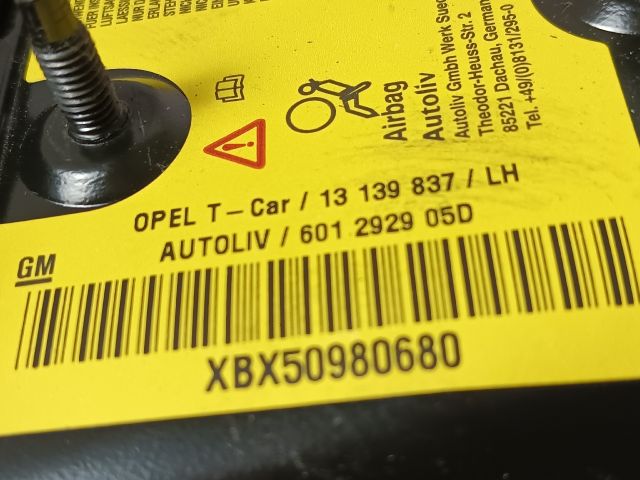 Airbag
Autoliv
Autoliv GmbH Werk Sued
Theodor-Heuss-Str. 2
85221 Dachau, German
Tel. +49/(0)8131/295-0
OPEL T-Car / 13 139 837 / LH
AUTOLIV / 601 2929 05D
GM
XBX50980680